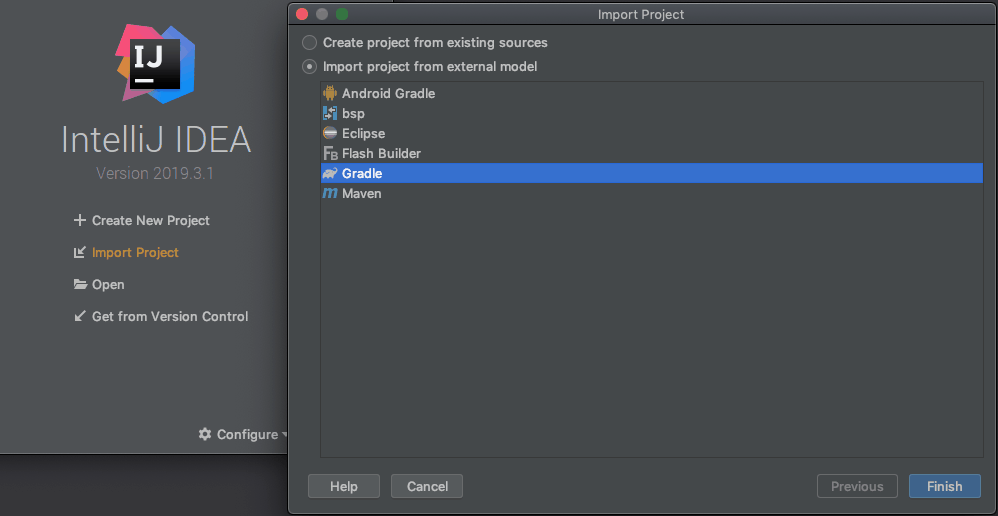 IJ
IntelliJ IDEA
Version 2019.3.1
Create New Project
Import Project
Open
Get from Version Control
Configure
Import Project
Create project from existing sources
Import project from external model
Android Gradle
bsp
Eclipse
FB Flash Builder
Gradle
m Maven
Help
Cancel
Previous
Finish